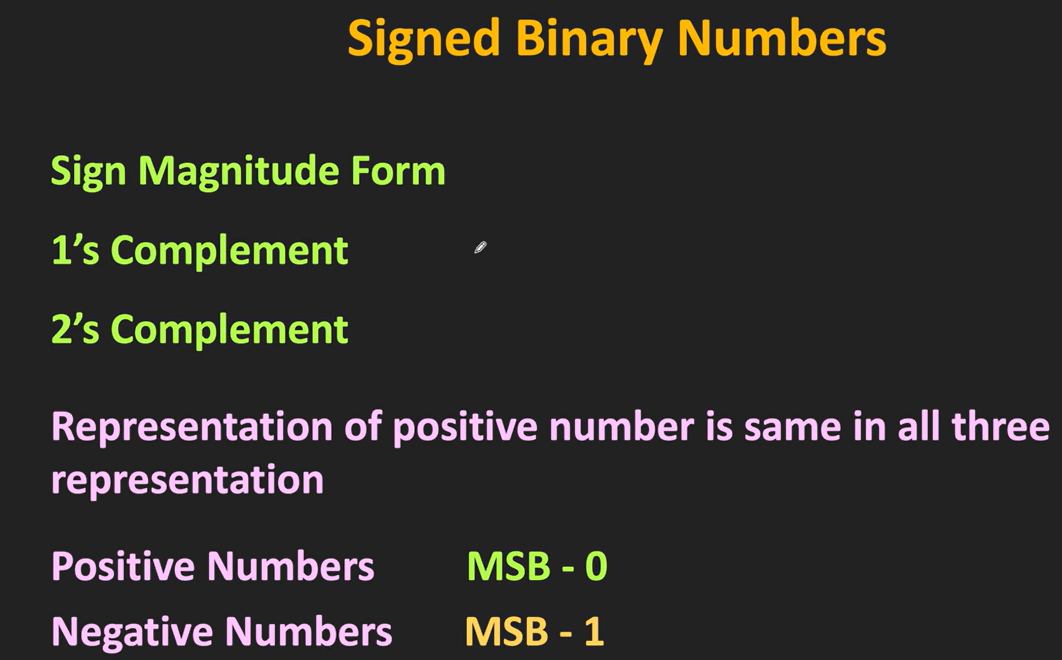 Signed Binary Numbers
Sign Magnitude Form
1’s Complement
2’s Complement
Representation of positive number is same in all three
representation
Positive Numbers MSB - 0
Negative Numbers MSB - 1